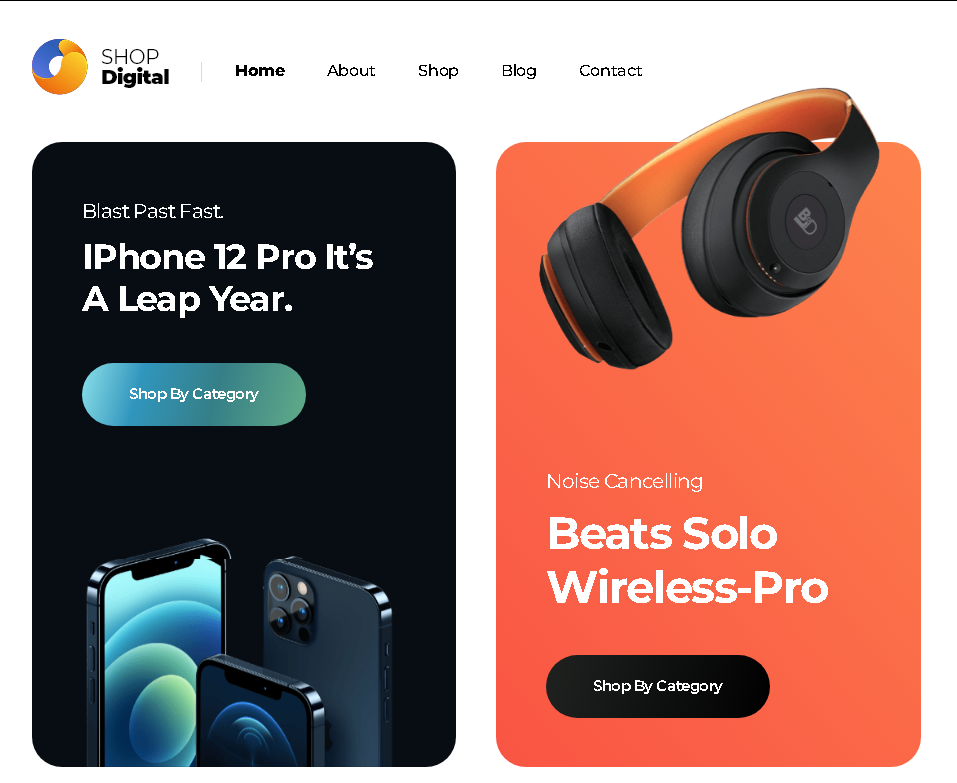 SHOP
Digital
Home About Shop Blog Contact
Blast Past Fast.
IPhone 12 Pro It’s
A Leap Year.
Shop By Category
Noise Cancelling
Beats Solo
Wireless-Pro
Shop By Category